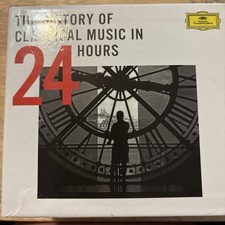 THE HISTORY OF
CLASSICAL MUSIC IN
24 HOURS